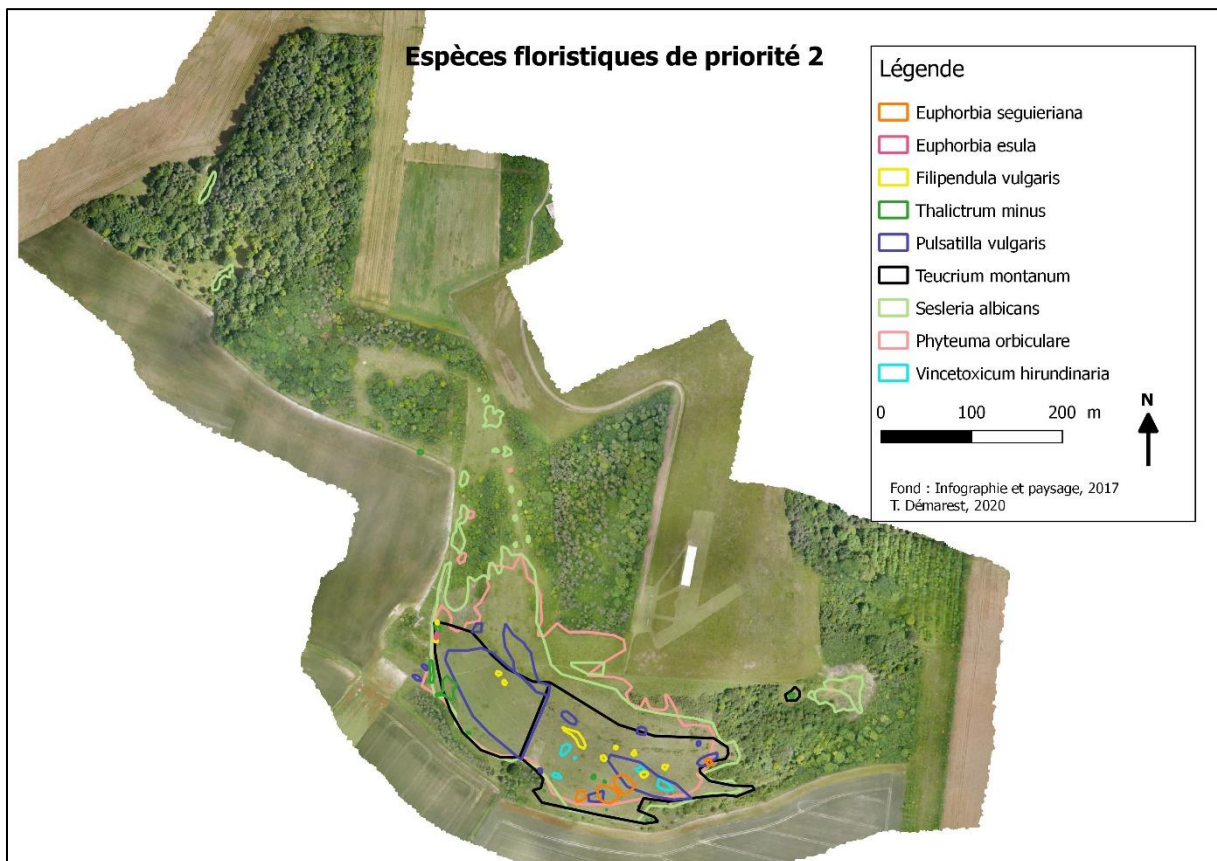 Espèces floristiques de priorité 2
Légende
Euphorbia seguieriana
Euphorbia esula
Filipendula vulgaris
Thalictrum minus
Pulsatilla vulgaris
Teucrium montanum
Sesleria albicans
Phyteuma orbiculare
Vincetoxicum hirundinaria
0 100 200 m
N
Fond : Infographie et paysage, 2017
T. Démarest, 2020